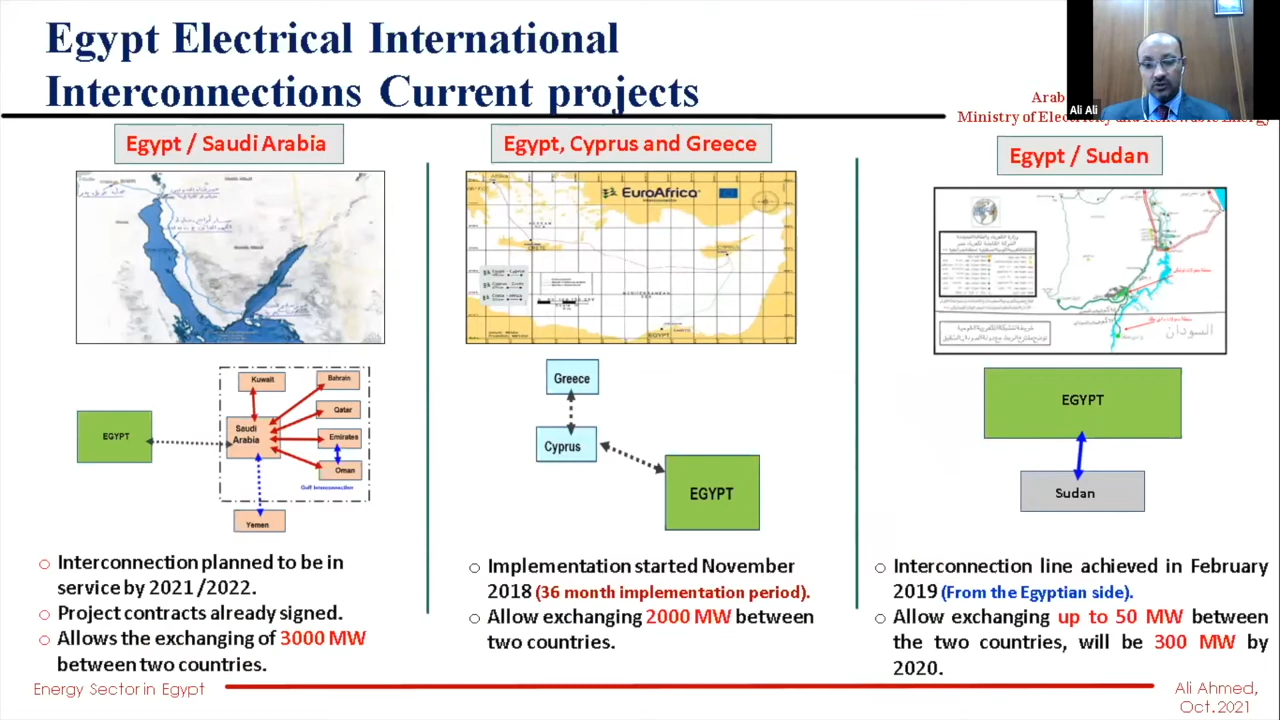 Egypt Electrical International
Interconnections Current projects
Ali Ali
Arab
Ministry of Electricity and Renewable Energy
Egypt / Saudi Arabia
EGYPT
Kuwait
Bahrain
Qatar
Saudi
Arabia
Emirates
Oman
Gulf Interconnection
Yemen
Interconnection planned to be in
service by 2021/2022.
Project contracts already signed.
Allows the exchanging of 3000 MW
between two countries.
Egypt, Cyprus and Greece
EuroAfrica
EGYPT
Greece
Cyprus
EGYPT
Implementation started November
2018 (36 month implementation period).
Allow exchanging 2000 MW between
two countries.
Egypt / Sudan
السودان
EGYPT
Sudan
Interconnection line achieved in February
2019 (From the Egyptian side).
Allow exchanging up to 50 MW between
the two countries, will be 300 MW by
2020.
Energy Sector in Egypt
Ali Ahmed,
Oct.2021